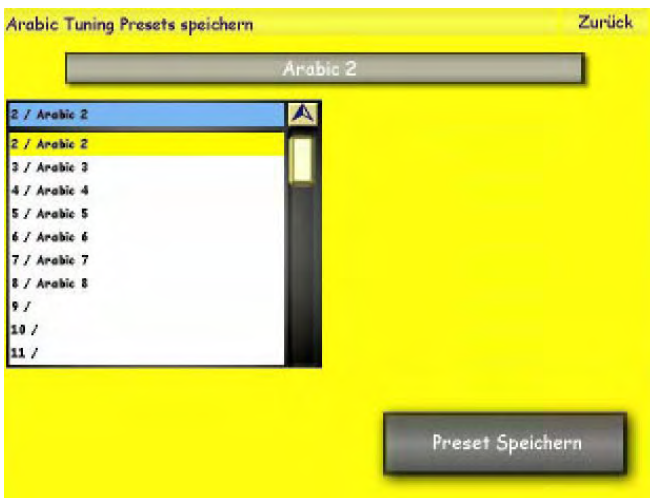 Arabic Tuning Presets speichern
Zurück
Arabic 2
2 / Arabic 2
2 / Arabic 2
3 / Arabic 3
4 / Arabic 4
5 / Arabic 5
6 / Arabic 6
7 / Arabic 7
8 / Arabic 8
9 /
10 /
11 /
Preset Speichern